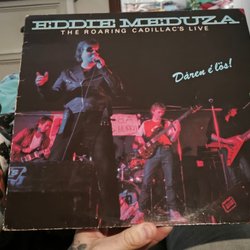 EDDIE MEDUZA
THE ROARING CADILLAC'S LIVE
Dåren é lös!